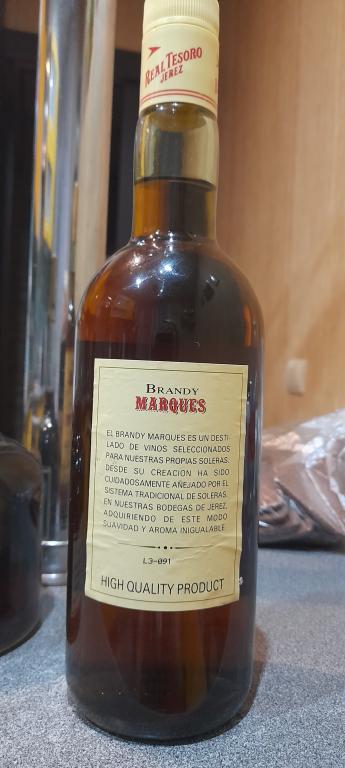 REAL TESORO
JEREZ
BRANDY
MARQUES
EL BRANDY MARQUES ES UN DESTI-
LADO DE VINOS SELECCIONADOS
PARA NUESTRAS PROPIAS SOLERAS.
DESDE SU CREACION HA SIDO
CUIDADOSAMENTE AÑEJADO POR EL
SISTEMA TRADICIONAL DE SOLERAS,
EN NUESTRAS BODEGAS DE JEREZ,
ADQUIRIENDO DE ESTE MODO
SUAVIDAD Y AROMA INIGUALABLE.
L3-091
HIGH QUALITY PRODUCT